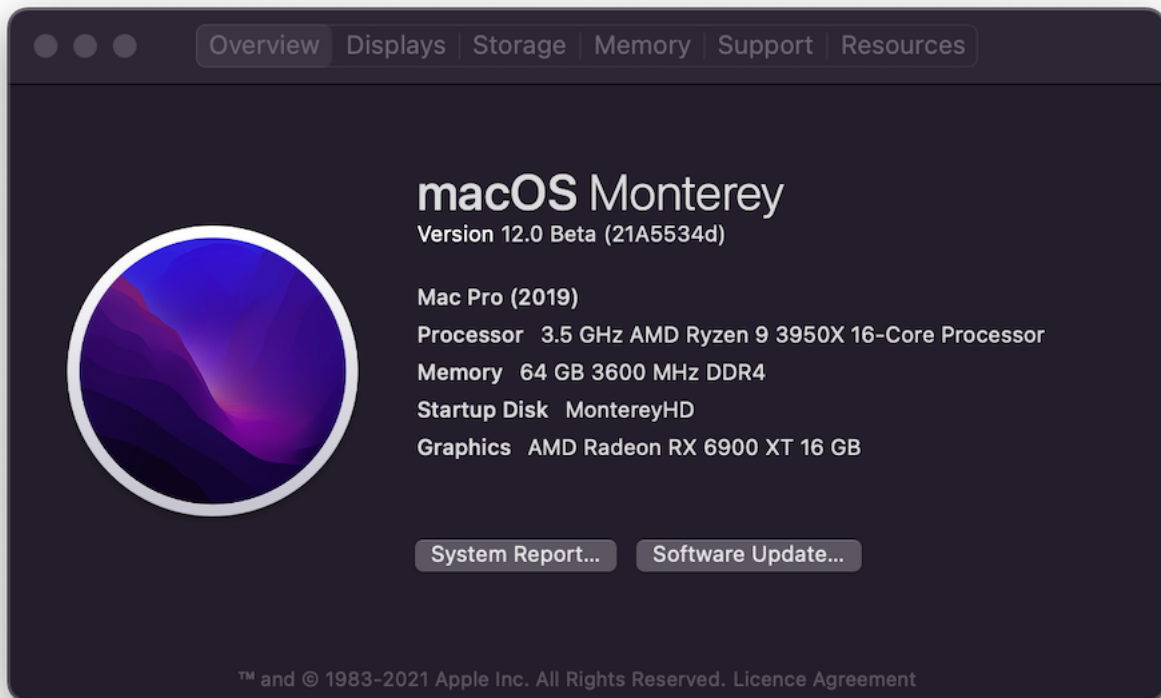 Overview Displays Storage Memory Support Resources
macOS Monterey
Version 12.0 Beta (21A5534d)
Mac Pro (2019)
Processor 3.5 GHz AMD Ryzen 9 3950X 16-Core Processor
Memory 64 GB 3600 MHz DDR4
Startup Disk MontereyHD
Graphics AMD Radeon RX 6900 XT 16 GB
System Report... Software Update...
™ and © 1983-2021 Apple Inc. All Rights Reserved. Licence Agreement